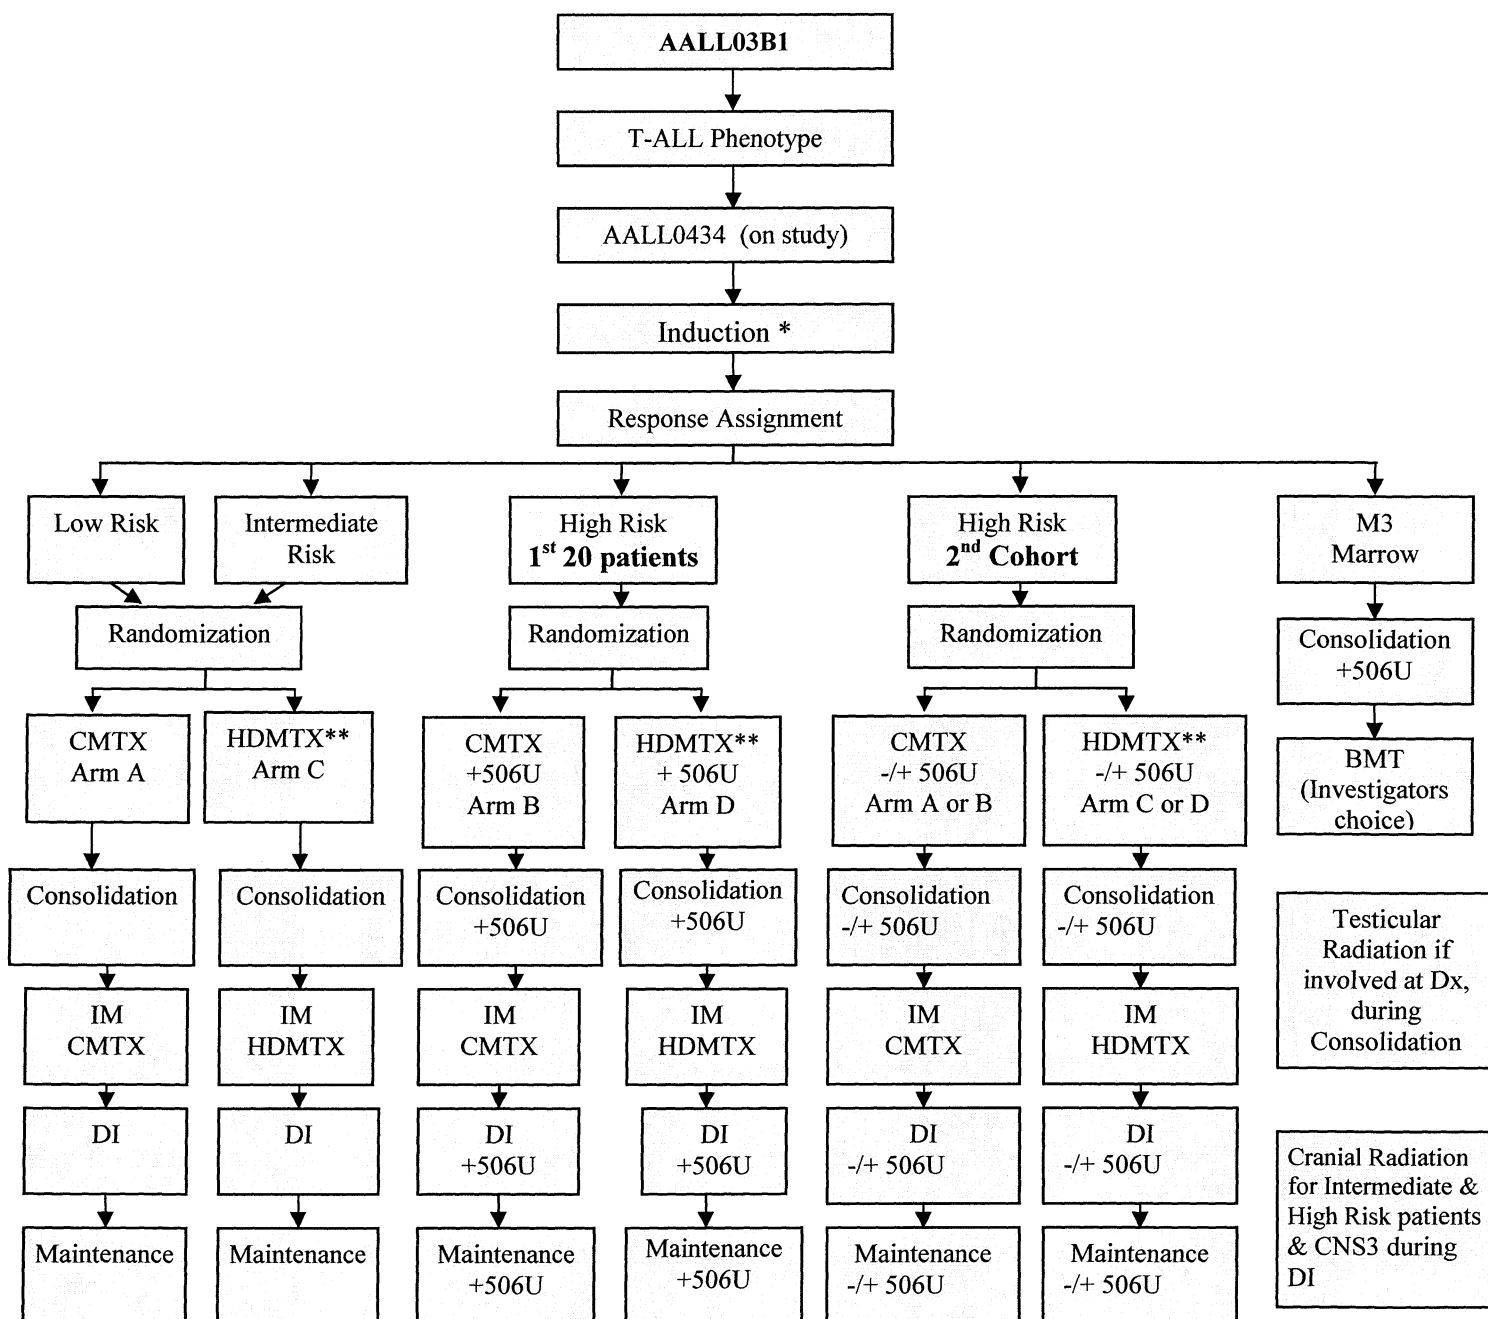 AALL03B1
T-ALL Phenotype
AALL0434 (on study)
Induction *
Response Assignment
Low Risk
Intermediate
Risk
High Risk
1st 20 patients
High Risk
2nd Cohort
M3
Marrow
Randomization
Randomization
Randomization
Consolidation
+506U
CMTX
Arm A
HDMTX**
Arm C
CMTX
+506U
Arm B
HDMTX**
+ 506U
Arm D
CMTX
-/+ 506U
Arm A or B
HDMTX**
-/+ 506U
Arm C or D
BMT
(Investigators
choice)
Consolidation
Consolidation
Consolidation
+506U
Consolidation
+506U
Consolidation
-/+ 506U
Consolidation
-/+ 506U
Testicular
Radiation if
involved at Dx,
during
Consolidation
IM
CMTX
IM
HDMTX
IM
CMTX
IM
HDMTX
IM
CMTX
IM
HDMTX
DI
DI
DI
+506U
DI
+506U
DI
-/+ 506U
DI
-/+ 506U
Cranial Radiation
for Intermediate &
High Risk patients
& CNS3 during
DI
Maintenance
Maintenance
Maintenance
+506U
Maintenance
+506U
Maintenance
-/+ 506U
Maintenance
-/+ 506U